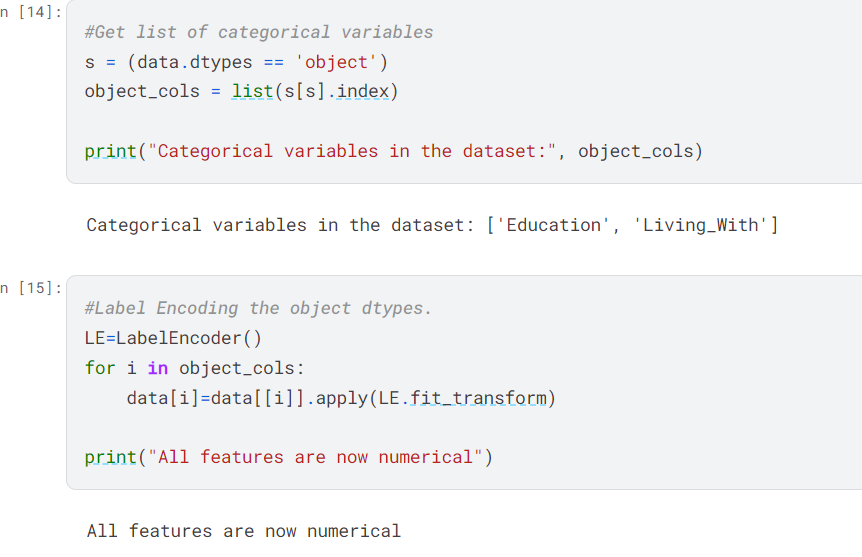 n [14]:
#Get list of categorical variables
s = (data.dtypes == 'object')
object_cols = list(s[s].index)
print("Categorical variables in the dataset:", object_cols)
Categorical variables in the dataset: ['Education', 'Living_With']
n [15]:
#Label Encoding the object dtypes.
LE=LabelEncoder()
for i in object_cols:
    data[i]=data[[i]].apply(LE.fit_transform)
print("All features are now numerical")
All features are now numerical